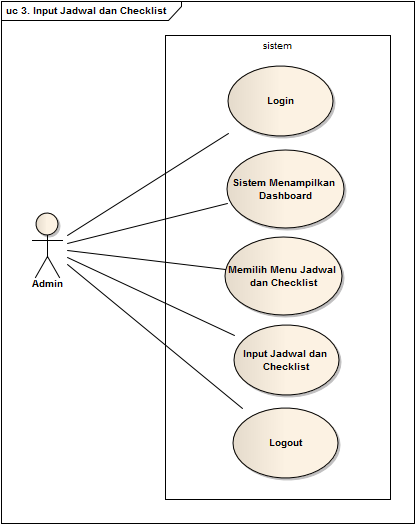 uc 3. Input Jadwal dan Checklist
sistem
Login
Sistem Menampilkan
Dashboard
Memilih Menu Jadwal
dan Checklist
Admin
Input Jadwal dan
Checklist
Logout